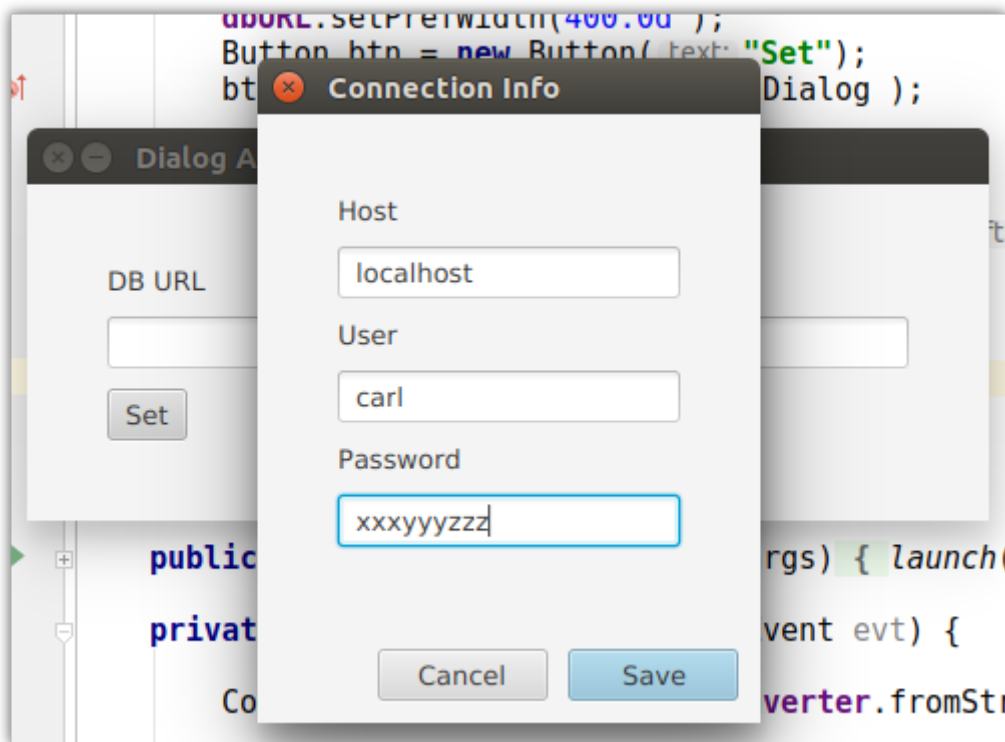 dbURL.setPrefWidth(400.0d );
Button btn = new Button( text: "Set");
bt
Dialog );
Connection Info
Dialog A
Host
localhost
DB URL
User
carl
Set
Password
xxxyyyzzz
public
rgs) { launch(
privat
vent evt) {
Cancel
Save
Co
verter.fromStr